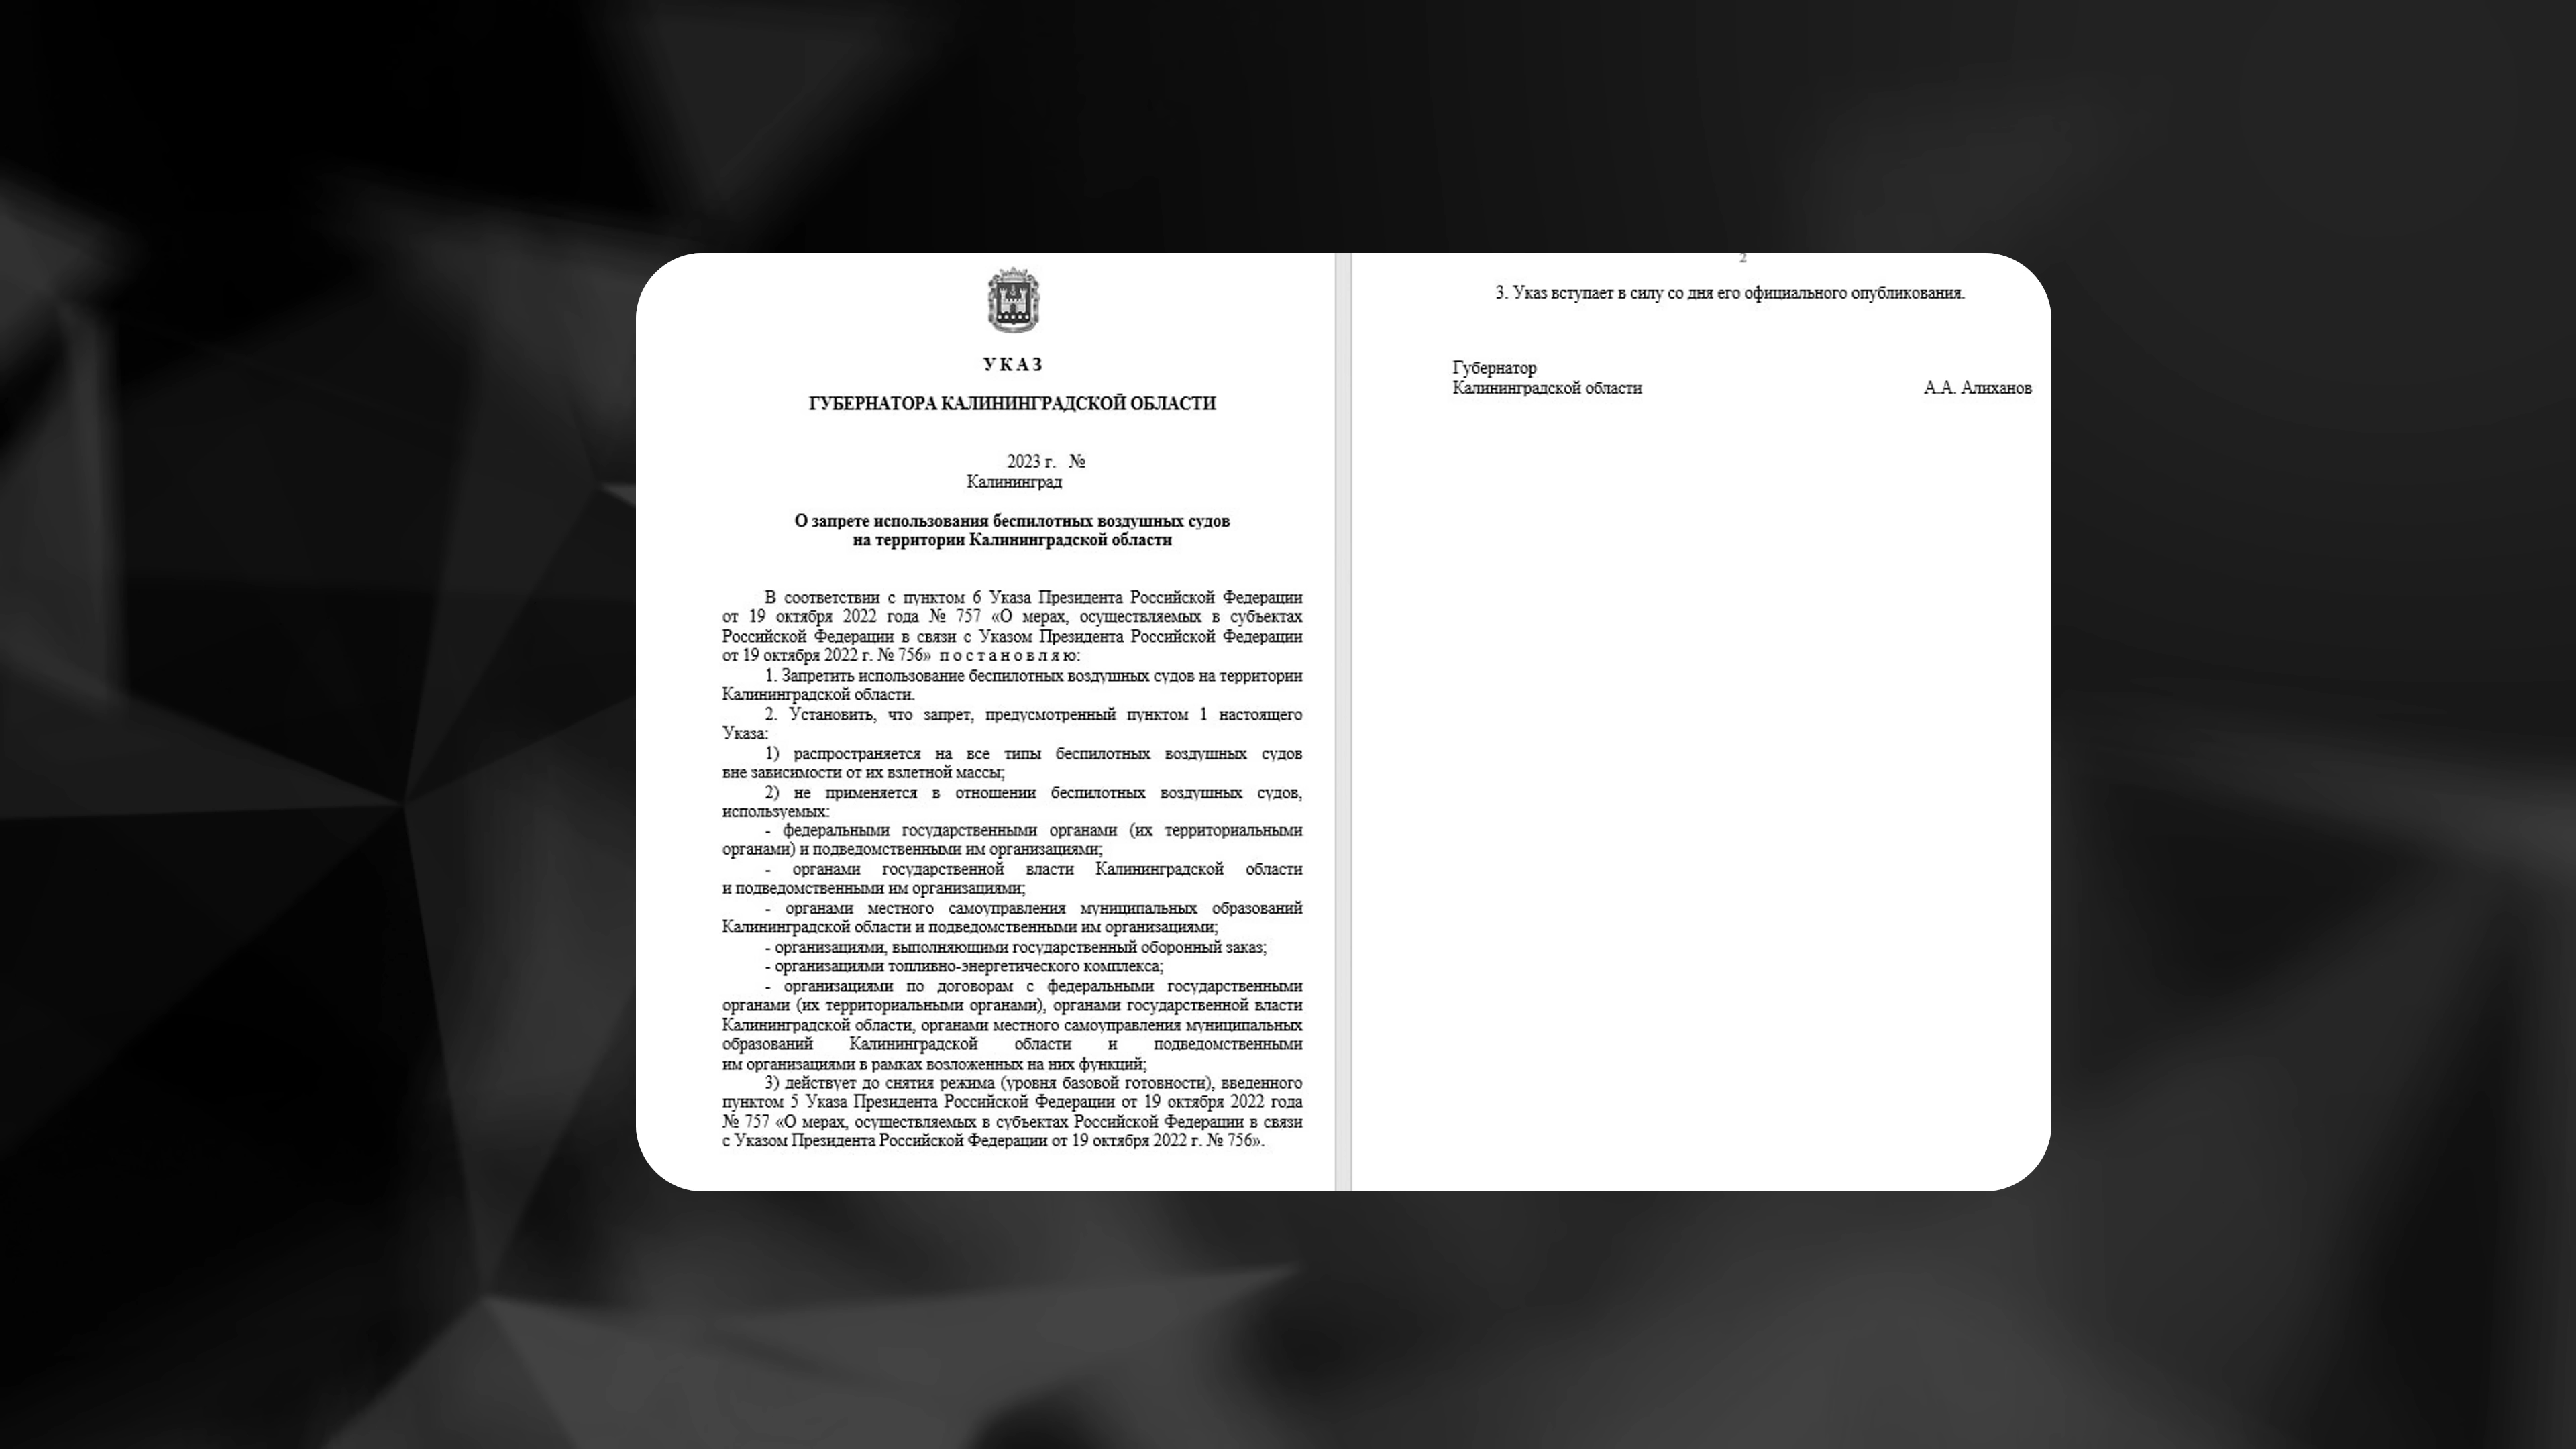 УКАЗ
ГУБЕРНАТОРА КАЛИНИНГРАДСКОЙ ОБЛАСТИ
2023 г. №
Калининград
О запрете использования беспилотных воздушных судов
на территории Калининградской области
В соответствии с пунктом 6 Указа Президента Российской Федерации
от 19 октября 2022 года № 757 «О мерах, осуществляемых в субъектах
Российской Федерации в связи с Указом Президента Российской Федерации
от 19 октября 2022 г. № 756» п о с т а н о в л я ю:
1. Запретить использование беспилотных воздушных судов на территории
Калининградской области.
2. Установить, что запрет, предусмотренный пунктом 1 настоящего
Указа:
1) распространяется на все типы беспилотных воздушных судов
вне зависимости от их взлетной массы;
2) не применяется в отношении беспилотных воздушных судов,
используемых:
- федеральными государственными органами (их территориальными
органами) и подведомственными им организациями;
- органами государственной власти Калининградской области
и подведомственными им организациями;
- органами местного самоуправления муниципальных образований
Калининградской области и подведомственными им организациями;
- организациями, выполняющими государственный оборонный заказ;
- организациями топливно-энергетического комплекса;
- организациями по договорам с федеральными государственными
органами (их территориальными органами), органами государственной власти
Калининградской области, органами местного самоуправления муниципальных
образований Калининградской области и подведомственными
им организациями в рамках возложенных на них функций;
3) действует до снятия режима (уровня базовой готовности), введенного
пунктом 5 Указа Президента Российской Федерации от 19 октября 2022 года
№ 757 «О мерах, осуществляемых в субъектах Российской Федерации в связи
с Указом Президента Российской Федерации от 19 октября 2022 г. № 756».
2
3. Указ вступает в силу со дня его официального опубликования.
Губернатор
Калининградской области А.А. Алиханов